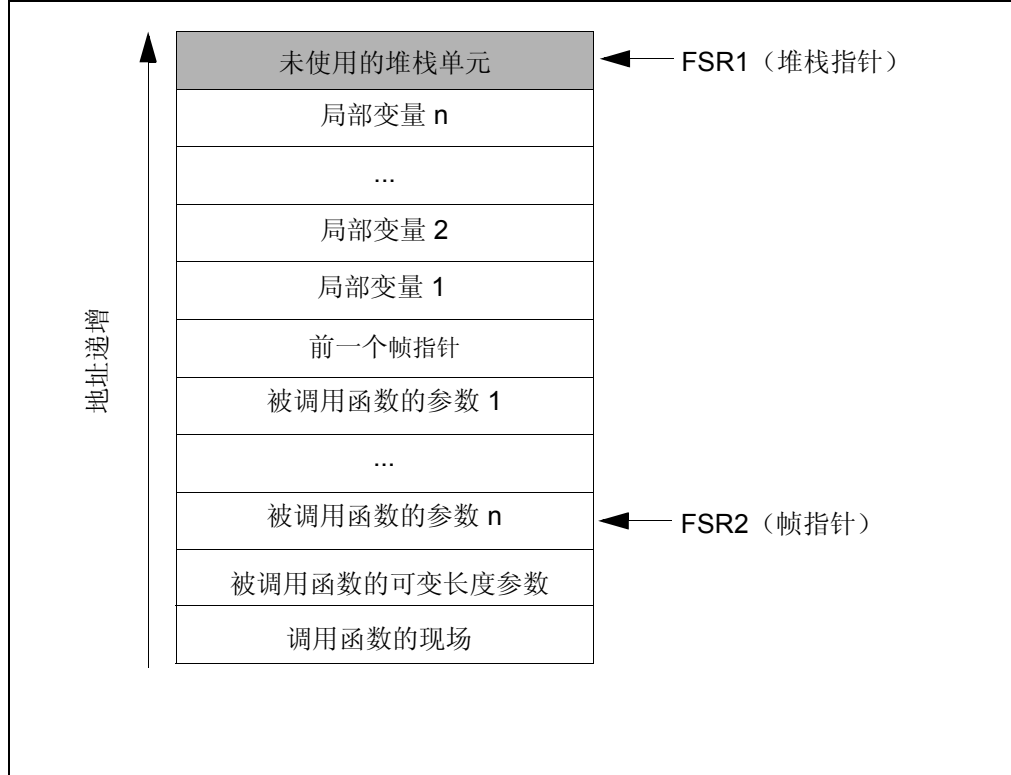 未使用的堆栈单元
FSR1（堆栈指针）
局部变量 n
...
局部变量 2
局部变量 1
前一个帧指针
被调用函数的参数 1
...
被调用函数的参数 n
FSR2（帧指针）
被调用函数的可变长度参数
调用函数的现场
地址递增